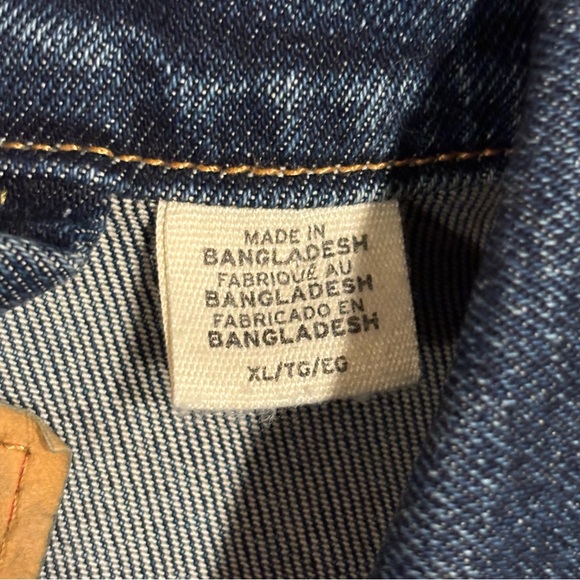 MADE IN
BANGLADESH
FABRIQUÉ AU
BANGLADESH
FABRICADO EN
BANGLADESH
XL/TG/EG